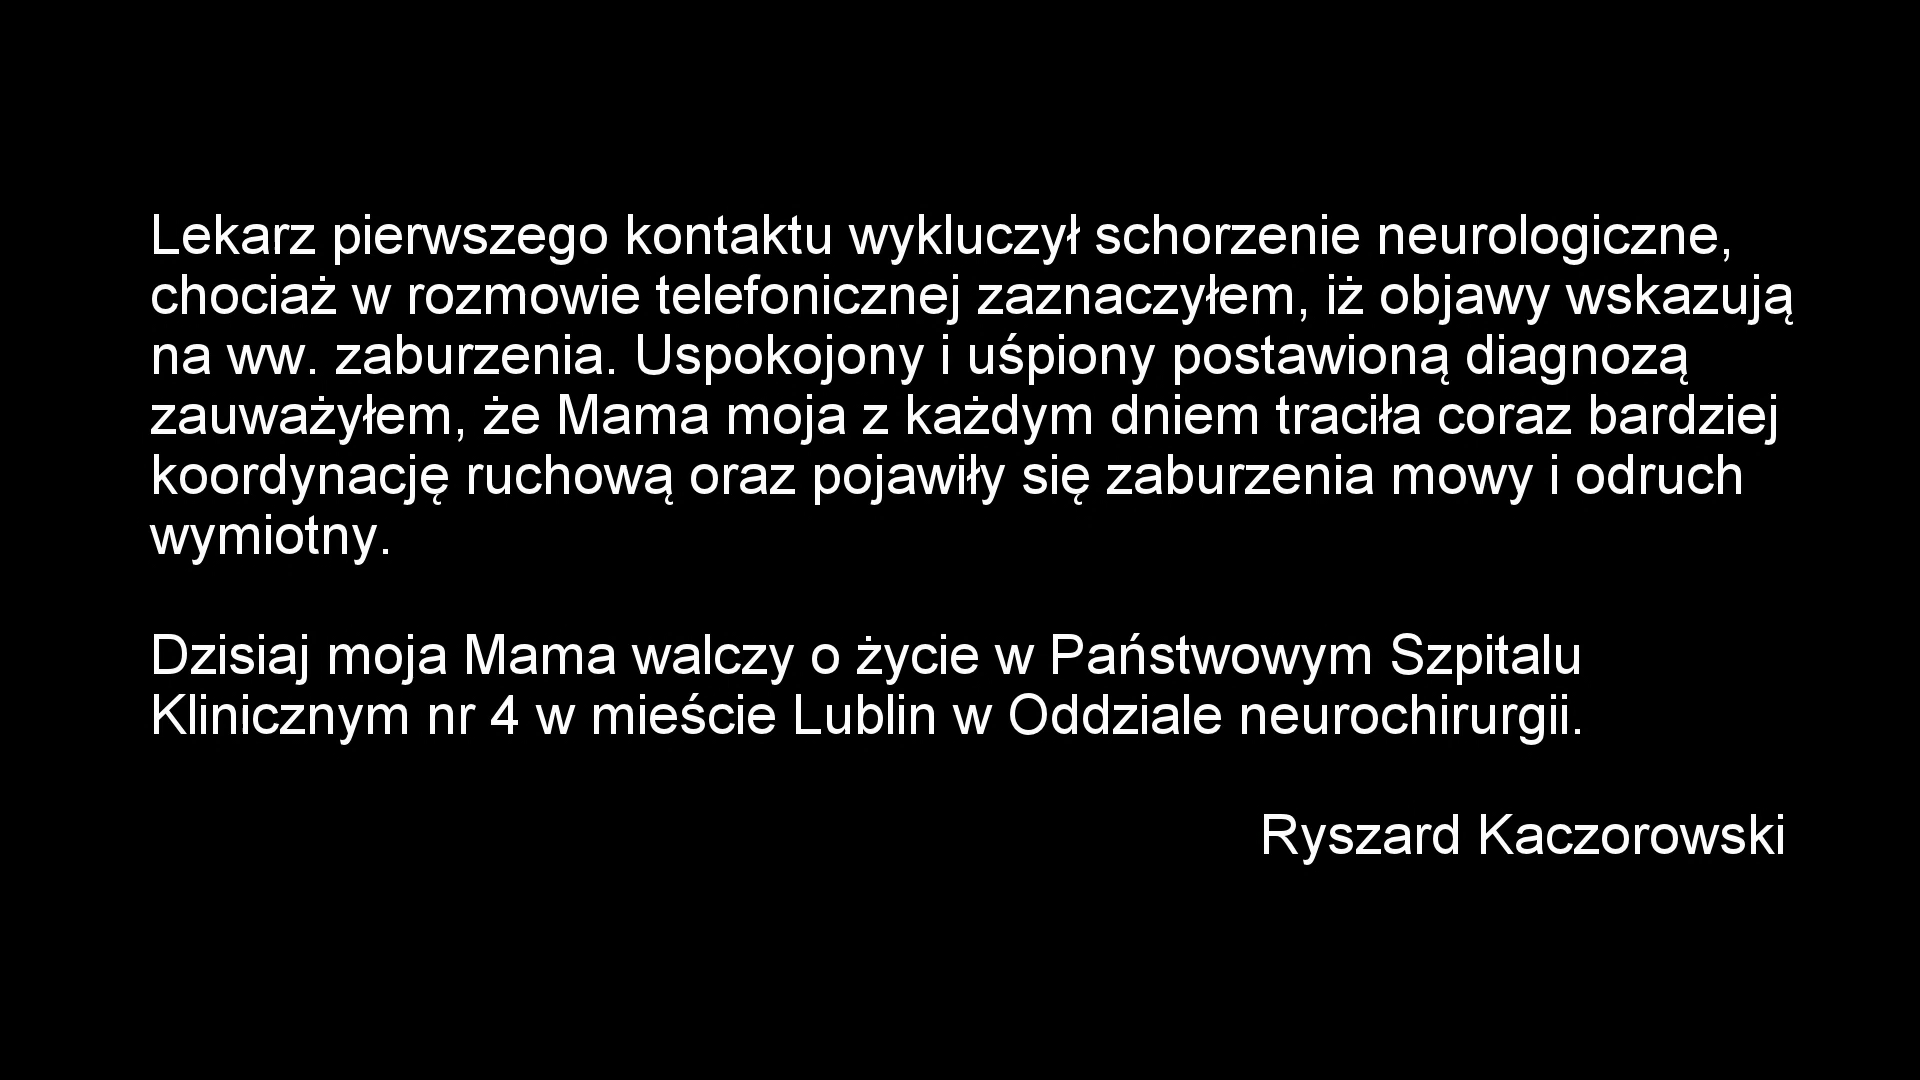 Lekarz pierwszego kontaktu wykluczył schorzenie neurologiczne,
chociaż w rozmowie telefonicznej zaznaczyłem, iż objawy wskazują
na ww. zaburzenia. Uspokojony i uśpiony postawioną diagnozą
zauważyłem, że Mama moja z każdym dniem traciła coraz bardziej
koordynację ruchową oraz pojawiły się zaburzenia mowy i odruch
wymiotny.
Dzisiaj moja Mama walczy o życie w Państwowym Szpitalu
Klinicznym nr 4 w mieście Lublin w Oddziale neurochirurgii.
Ryszard Kaczorowski